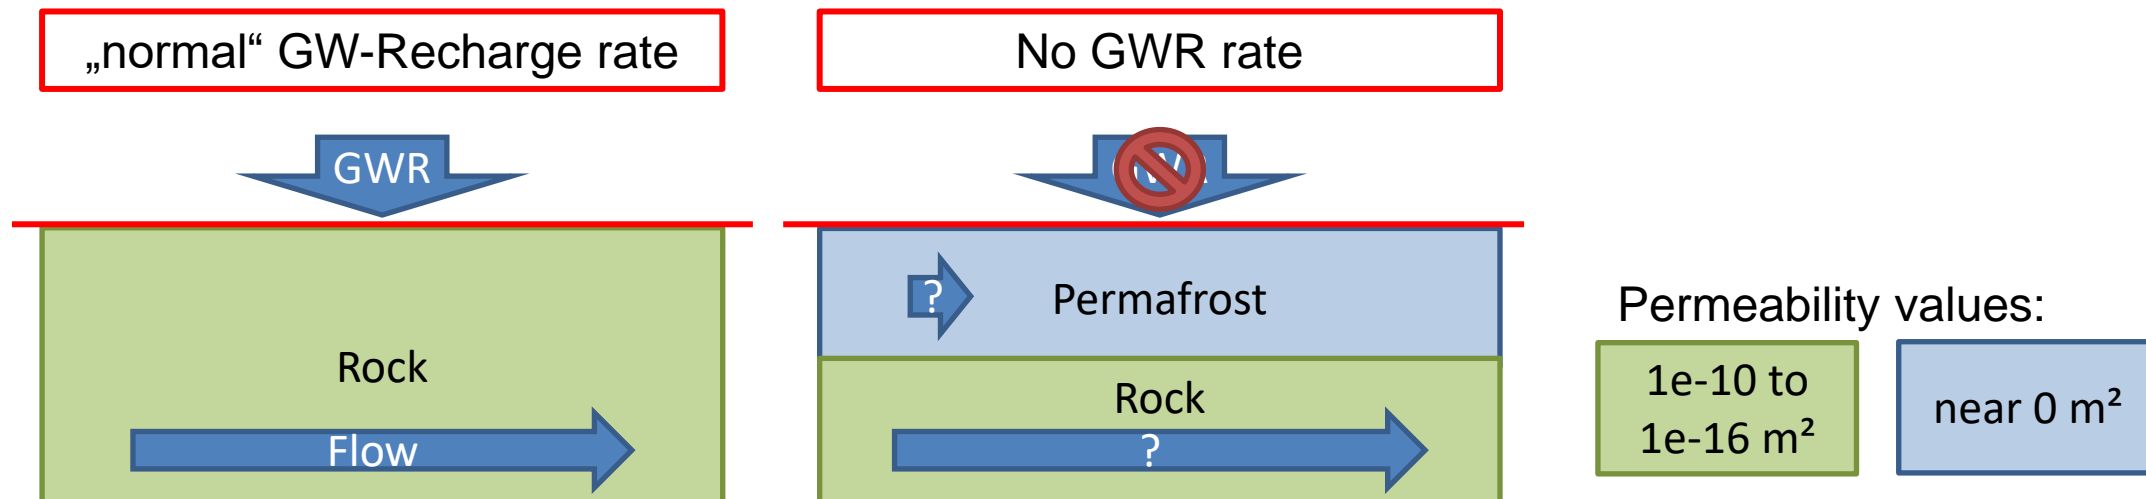 „normal“ GW-Recharge rate
No GWR rate
GWR
GWR
?
Permafrost
Rock
Rock
Flow
?
Permeability values:
1e-10 to
1e-16 m²
near 0 m²